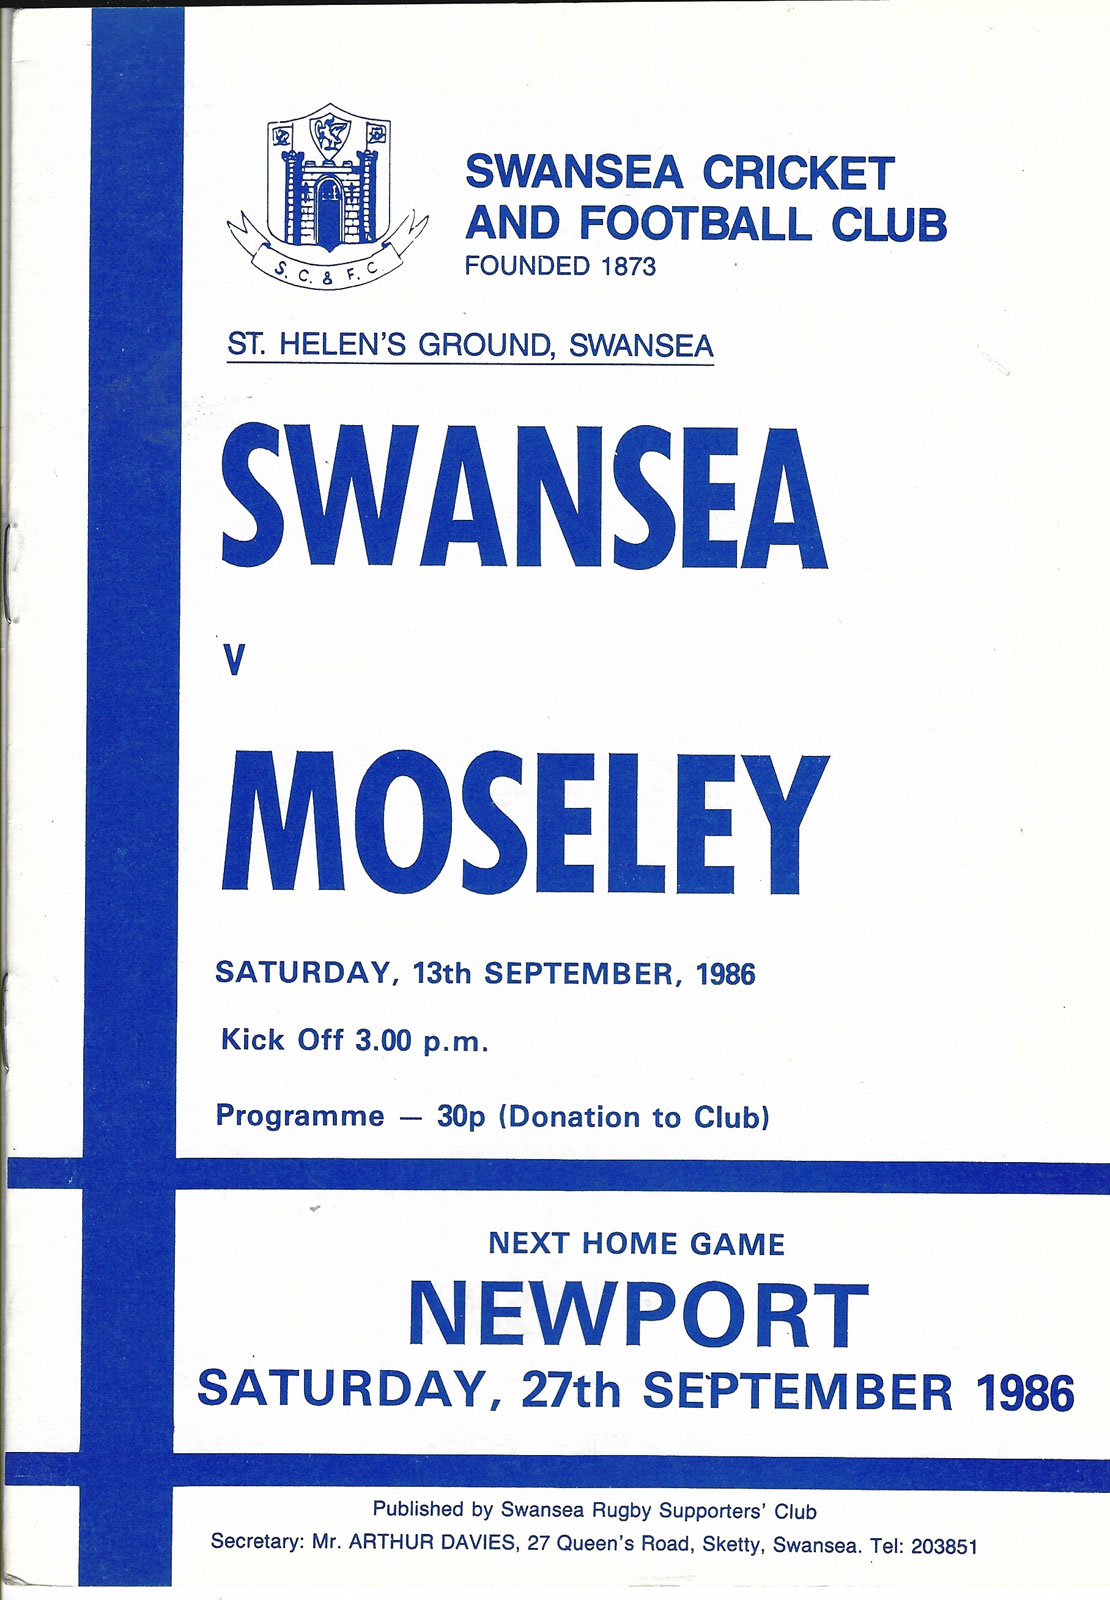 S. C. & F. C.
SWANSEA CRICKET
AND FOOTBALL CLUB
FOUNDED 1873
ST. HELEN'S GROUND, SWANSEA
SWANSEA
V
MOSELEY
SATURDAY, 13th SEPTEMBER, 1986
Kick Off 3.00 p.m.
Programme — 30p (Donation to Club)
NEXT HOME GAME
NEWPORT
SATURDAY, 27th SEPTEMBER 1986
Published by Swansea Rugby Supporters' Club
Secretary: Mr. ARTHUR DAVIES, 27 Queen's Road, Sketty, Swansea. Tel: 203851